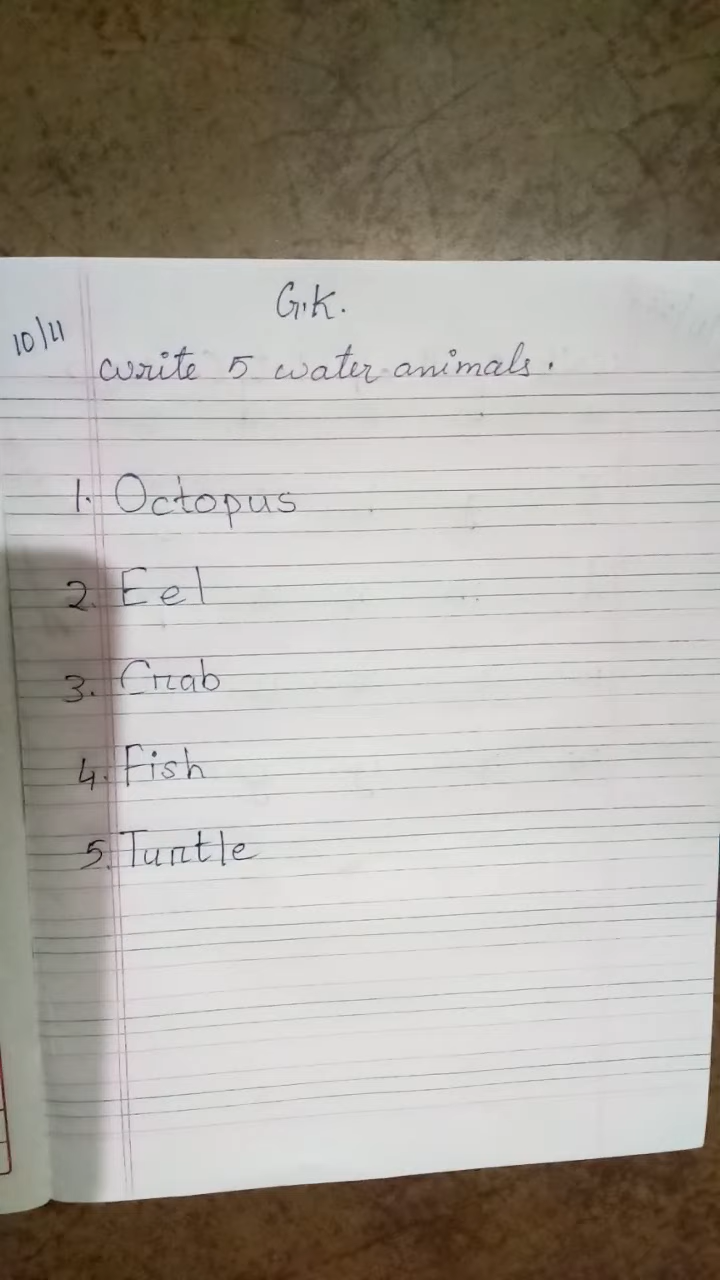 G.K.
10/11
write 5 water animals.
1. Octopus
2. Eel
3. Crab
4. Fish
5. Turtle